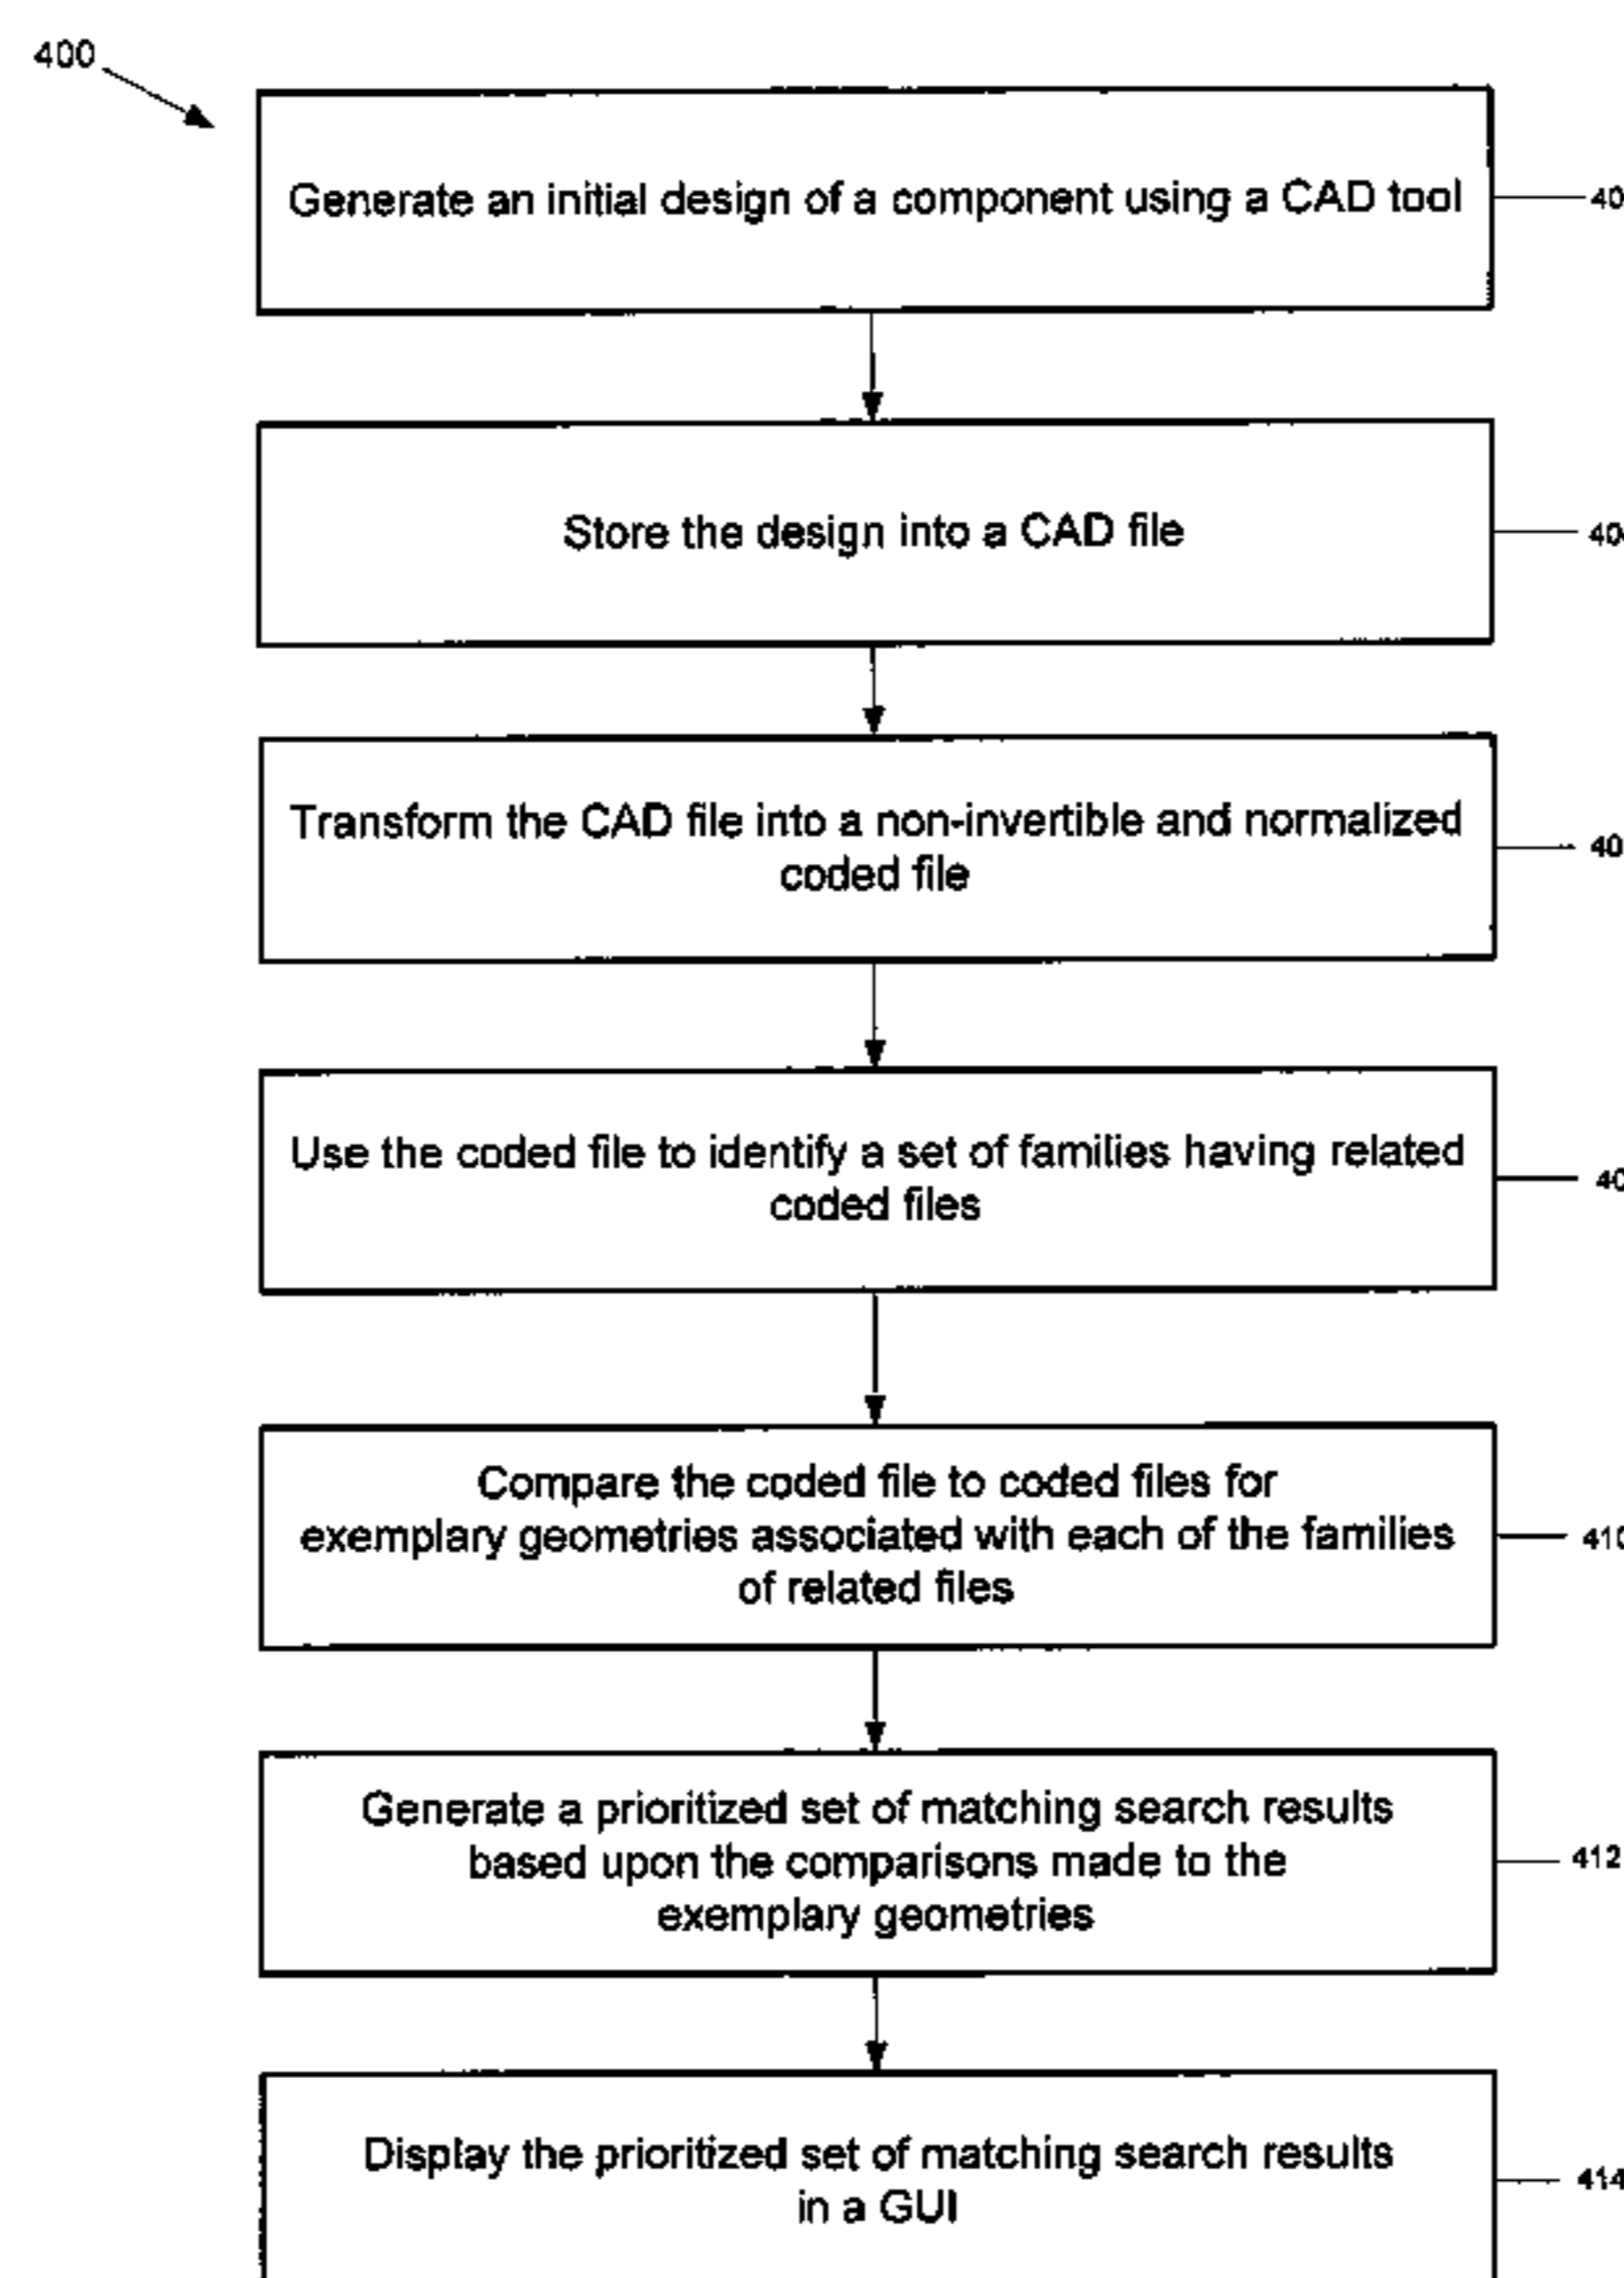 400
Generate an initial design of a component using a CAD tool
Store the design into a CAD file
Transform the CAD file into a non-invertible and normalized
coded file
Use the coded file to identify a set of families having related
coded files
Compare the coded file to coded files for
exemplary geometries associated with each of the families
of related files
410
Generate a prioritized set of matching search results
based upon the comparisons made to the
exemplary geometries
412
Display the prioritized set of matching search results
in a GUI
414